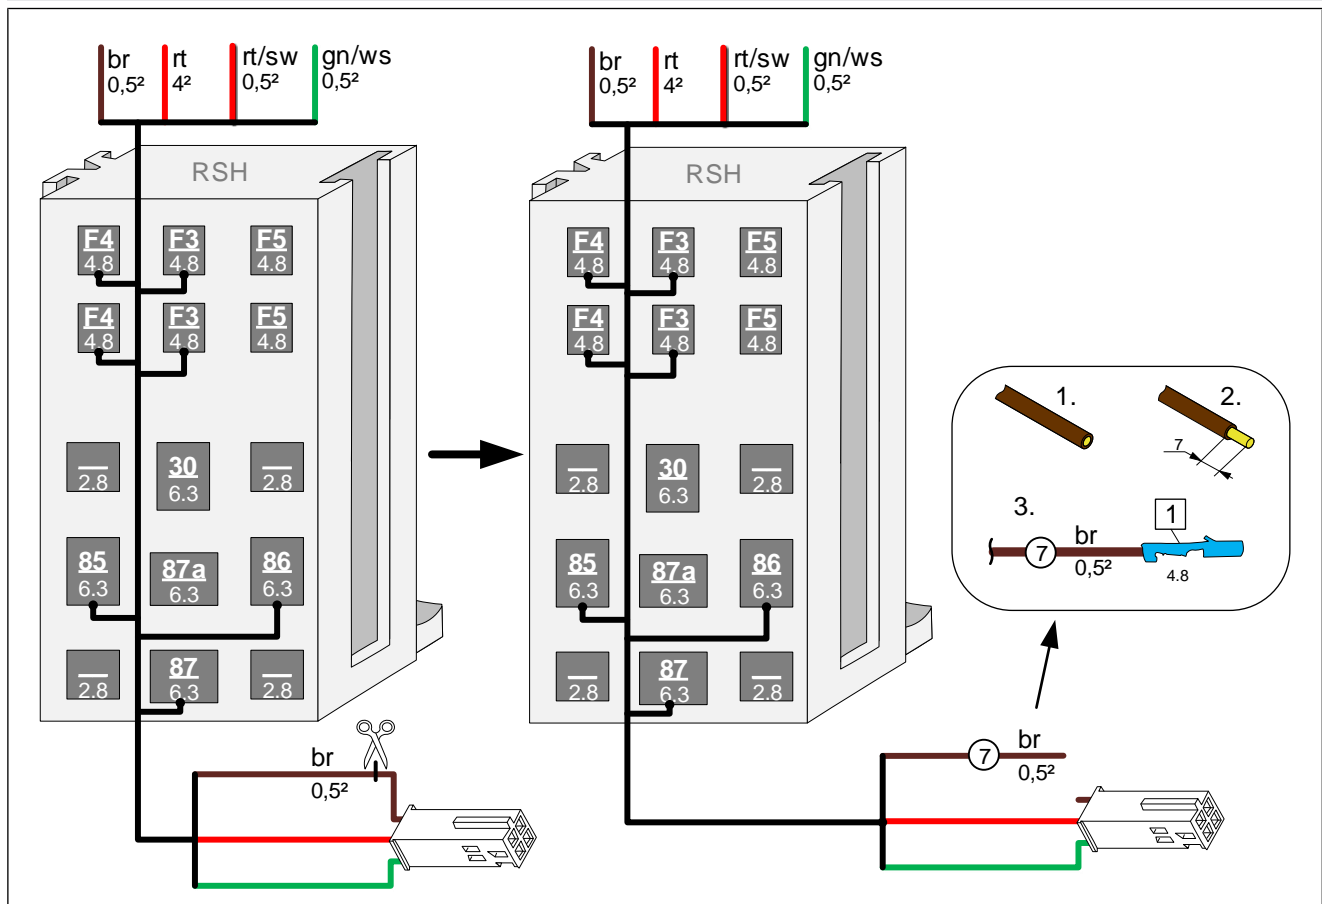 br
0,5²
rt
4²
rt/sw
0,5²
gn/ws
0,5²
RSH
F4
4.8
F3
4.8
F5
4.8
F4
4.8
F3
4.8
F5
4.8
—
2.8
30
6.3
—
2.8
85
6.3
87a
6.3
86
6.3
—
2.8
87
6.3
—
2.8
br
0,5²
br
0,5²
rt
4²
rt/sw
0,5²
gn/ws
0,5²
RSH
F4
4.8
F3
4.8
F5
4.8
F4
4.8
F3
4.8
F5
4.8
—
2.8
30
6.3
—
2.8
85
6.3
87a
6.3
86
6.3
—
2.8
87
6.3
—
2.8
7
br
0,5²
1.
2.
7
3.
7
br
0,5²
1
4.8